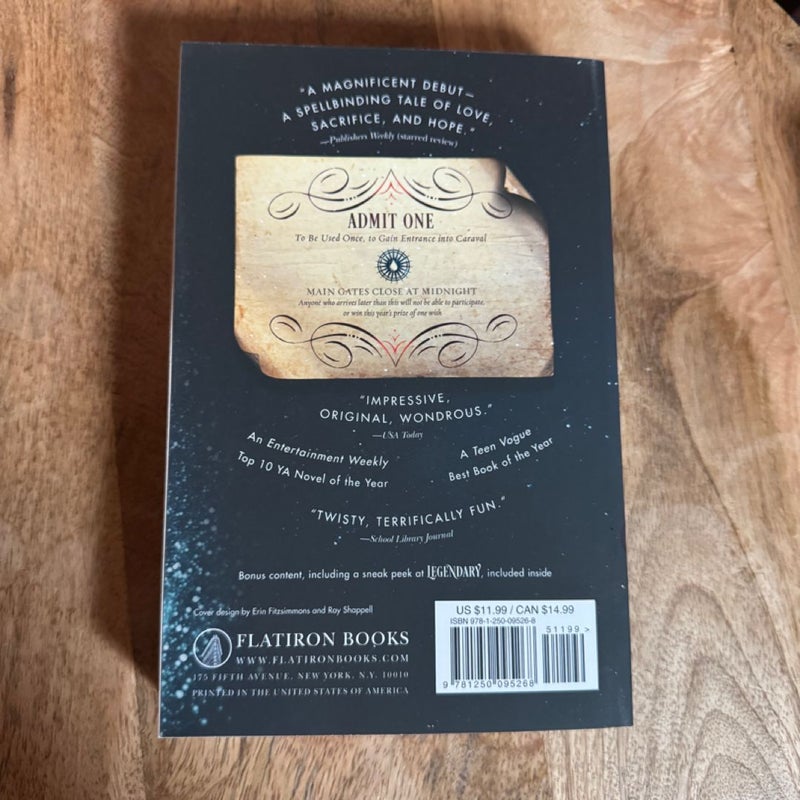 "A MAGNIFICENT DEBUT—
A SPELLBINDING TALE OF LOVE,
SACRIFICE, AND HOPE."
—Publishers Weekly (starred review)
ADMIT ONE
To Be Used Once, to Gain Entrance into Caraval
MAIN GATES CLOSE AT MIDNIGHT
Anyone who arrives later than this will not be able to participate,
or win this year's prize of one wish
"IMPRESSIVE,
ORIGINAL, WONDROUS."
—USA Today
An Entertainment Weekly
Top 10 YA Novel of the Year
A Teen Vogue
Best Book of the Year
"TWISTY, TERRIFICALLY FUN."
—School Library Journal
Bonus content, including a sneak peek at LEGENDARY, included inside
Cover design by Erin Fitzsimmons and Ray Shappell
FLATIRON BOOKS
WWW.FLATIRONBOOKS.COM
175 FIFTH AVENUE, NEW YORK, N.Y. 10010
PRINTED IN THE UNITED STATES OF AMERICA
US $11.99 / CAN $14.99
ISBN 978-1-250-09526-8
51199 >
9 781250 095268